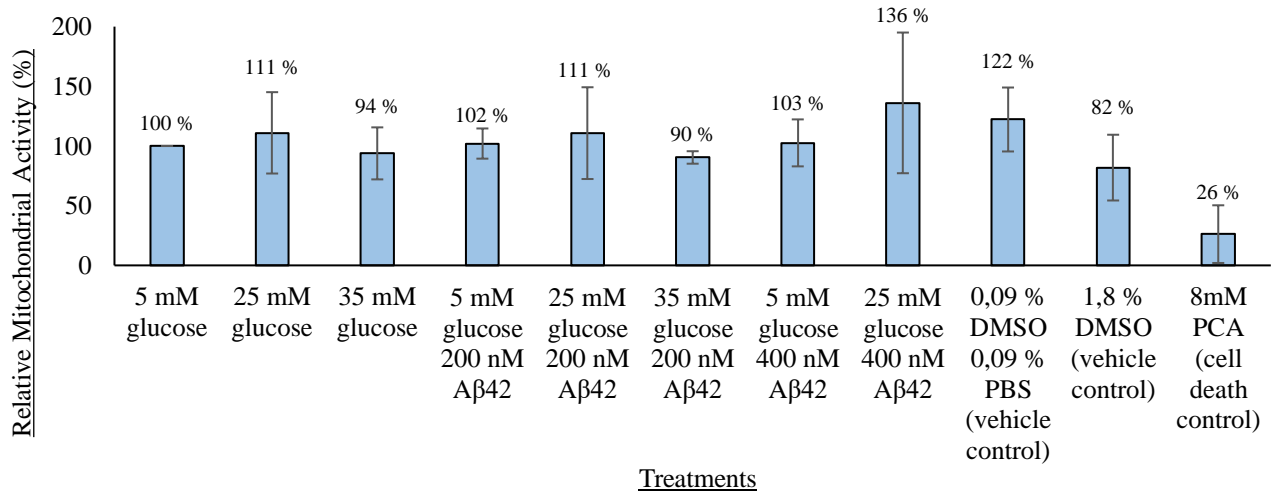 Relative Mitochondrial Activity (%)
200
150
100
50
0
100 %
111 %
94 %
102 %
111 %
90 %
103 %
136 %
122 %
82 %
26 %
5 mM
glucose
25 mM
glucose
35 mM
glucose
5 mM
glucose
200 nM
Aβ42
25 mM
glucose
200 nM
Aβ42
35 mM
glucose
200 nM
Aβ42
5 mM
glucose
400 nM
Aβ42
25 mM
glucose
400 nM
Aβ42
0,09 %
DMSO
0,09 %
PBS
(vehicle
control)
1,8 %
DMSO
(vehicle
control)
8mM
PCA
(cell
death
control)
Treatments